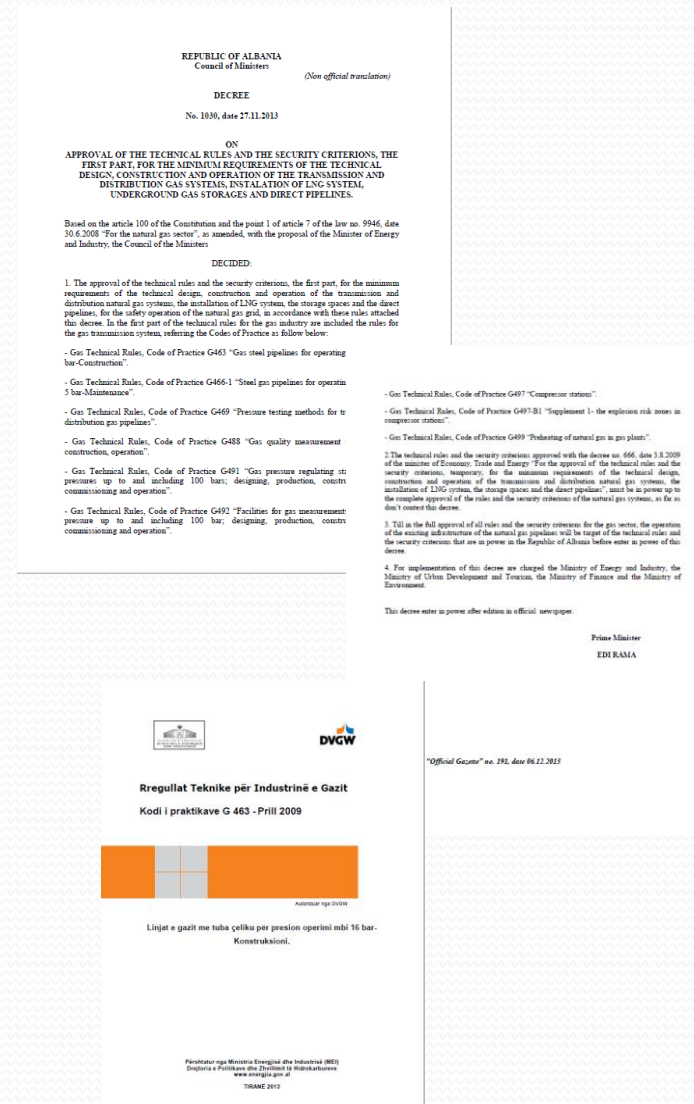 REPUBLIC OF ALBANIA
Council of Ministers
(Non official translation)
DECREE
No. 1030, date 27.11.2013
ON
APPROVAL OF THE TECHNICAL RULES AND THE SECURITY CRITERIONS, THE
FIRST PART, FOR THE MINIMUM REQUIREMENTS OF THE TECHNICAL
DESIGN, CONSTRUCTION AND OPERATION OF THE TRANSMISSION AND
DISTRIBUTION GAS SYSTEMS, INSTALATION OF LNG SYSTEM,
UNDERGROUND GAS STORAGES AND DIRECT PIPELINES.
Based on the article 100 of the Constitution and the point 1 of article 7 of the law no. 9946, date
30.6.2008 “For the natural gas sector”, as amended, with the proposal of the Minister of Energy
and Industry, the Council of the Ministers
DECIDED:
1. The approval of the technical rules and the security criterions, the first part, for the minimum
requirements of the technical design, construction and operation of the transmission and
distribution natural gas systems, the installation of LNG system, the storage spaces and the direct
pipelines, for the safety operation of the natural gas grid, in accordance with these rules attached
this decree. In the first part of the technical rules for the gas industry are included the rules for
the gas transmission system, referring the Codes of Practice as follow below:
- Gas Technical Rules, Code of Practice G463 “Gas steel pipelines for operating
bar-Construction”.
- Gas Technical Rules, Code of Practice G466-1 “Steel gas pipelines for operatin
5 bar-Maintenance”.
- Gas Technical Rules, Code of Practice G469 “Pressure testing methods for tr
distribution gas pipelines”.
- Gas Technical Rules, Code of Practice G488 “Gas quality measurement
construction, operation”.
- Gas Technical Rules, Code of Practice G491 “Gas pressure regulating sta
pressures up to and including 100 bars; designing, production, constru
commissioning and operation”.
- Gas Technical Rules, Code of Practice G492 “Facilities for gas measurements
pressure up to and including 100 bar; designing, production, constru
commissioning and operation”.
- Gas Technical Rules, Code of Practice G497 “Compressor stations”.
- Gas Technical Rules, Code of Practice G497-B1 “Supplement 1- the explosion risk zones in
compressor stations”.
- Gas Technical Rules, Code of Practice G499 “Preheating of natural gas in gas plants”.
2.The technical rules and the security criterions approved with the decree no. 666, date 3.8.2009
of the minister of Economy, Trade and Energy “For the approval of the technical rules and the
security criterions, temporary, for the minimum requirements of the technical design,
construction and operation of the transmission and distribution natural gas systems, the
installation of LNG system, the storage spaces and the direct pipelines”, must be in power up to
the complete approval of the rules and the security criterions of the natural gas systems, as far as
don’t contest this decree.
3. Till in the full approval of all rules and the security criterions for the gas sector, the operation
of the existing infrastructure of the natural gas pipelines will be target of the technical rules and
the security criterions that are in power in the Republic of Albania before enter in power of this
decree.
4. For implementation of this decree are charged the Ministry of Energy and Industry, the
Ministry of Urban Development and Tourism, the Ministry of Finance and the Ministry of
Environment.
This decree enter in power after edition in official newspaper.
Prime Minister
EDI RAMA
“Official Gazette” no. 191, date 06.12.2013
DVGW
Rregullat Teknike për Industrinë e Gazit
Kodi i praktikave G 463 - Prill 2009
Autorizuar nga DVGW
Linjat e gazit me tuba çeliku për presion operimi mbi 16 bar-
Konstruksioni.
Përshtatur nga Ministria Energjisë dhe Industrisë (MEI)
Drejtoria e Politikave dhe Zhvillimit të Hidrokarbureve
www.energjia.gov.al
TIRANË 2013